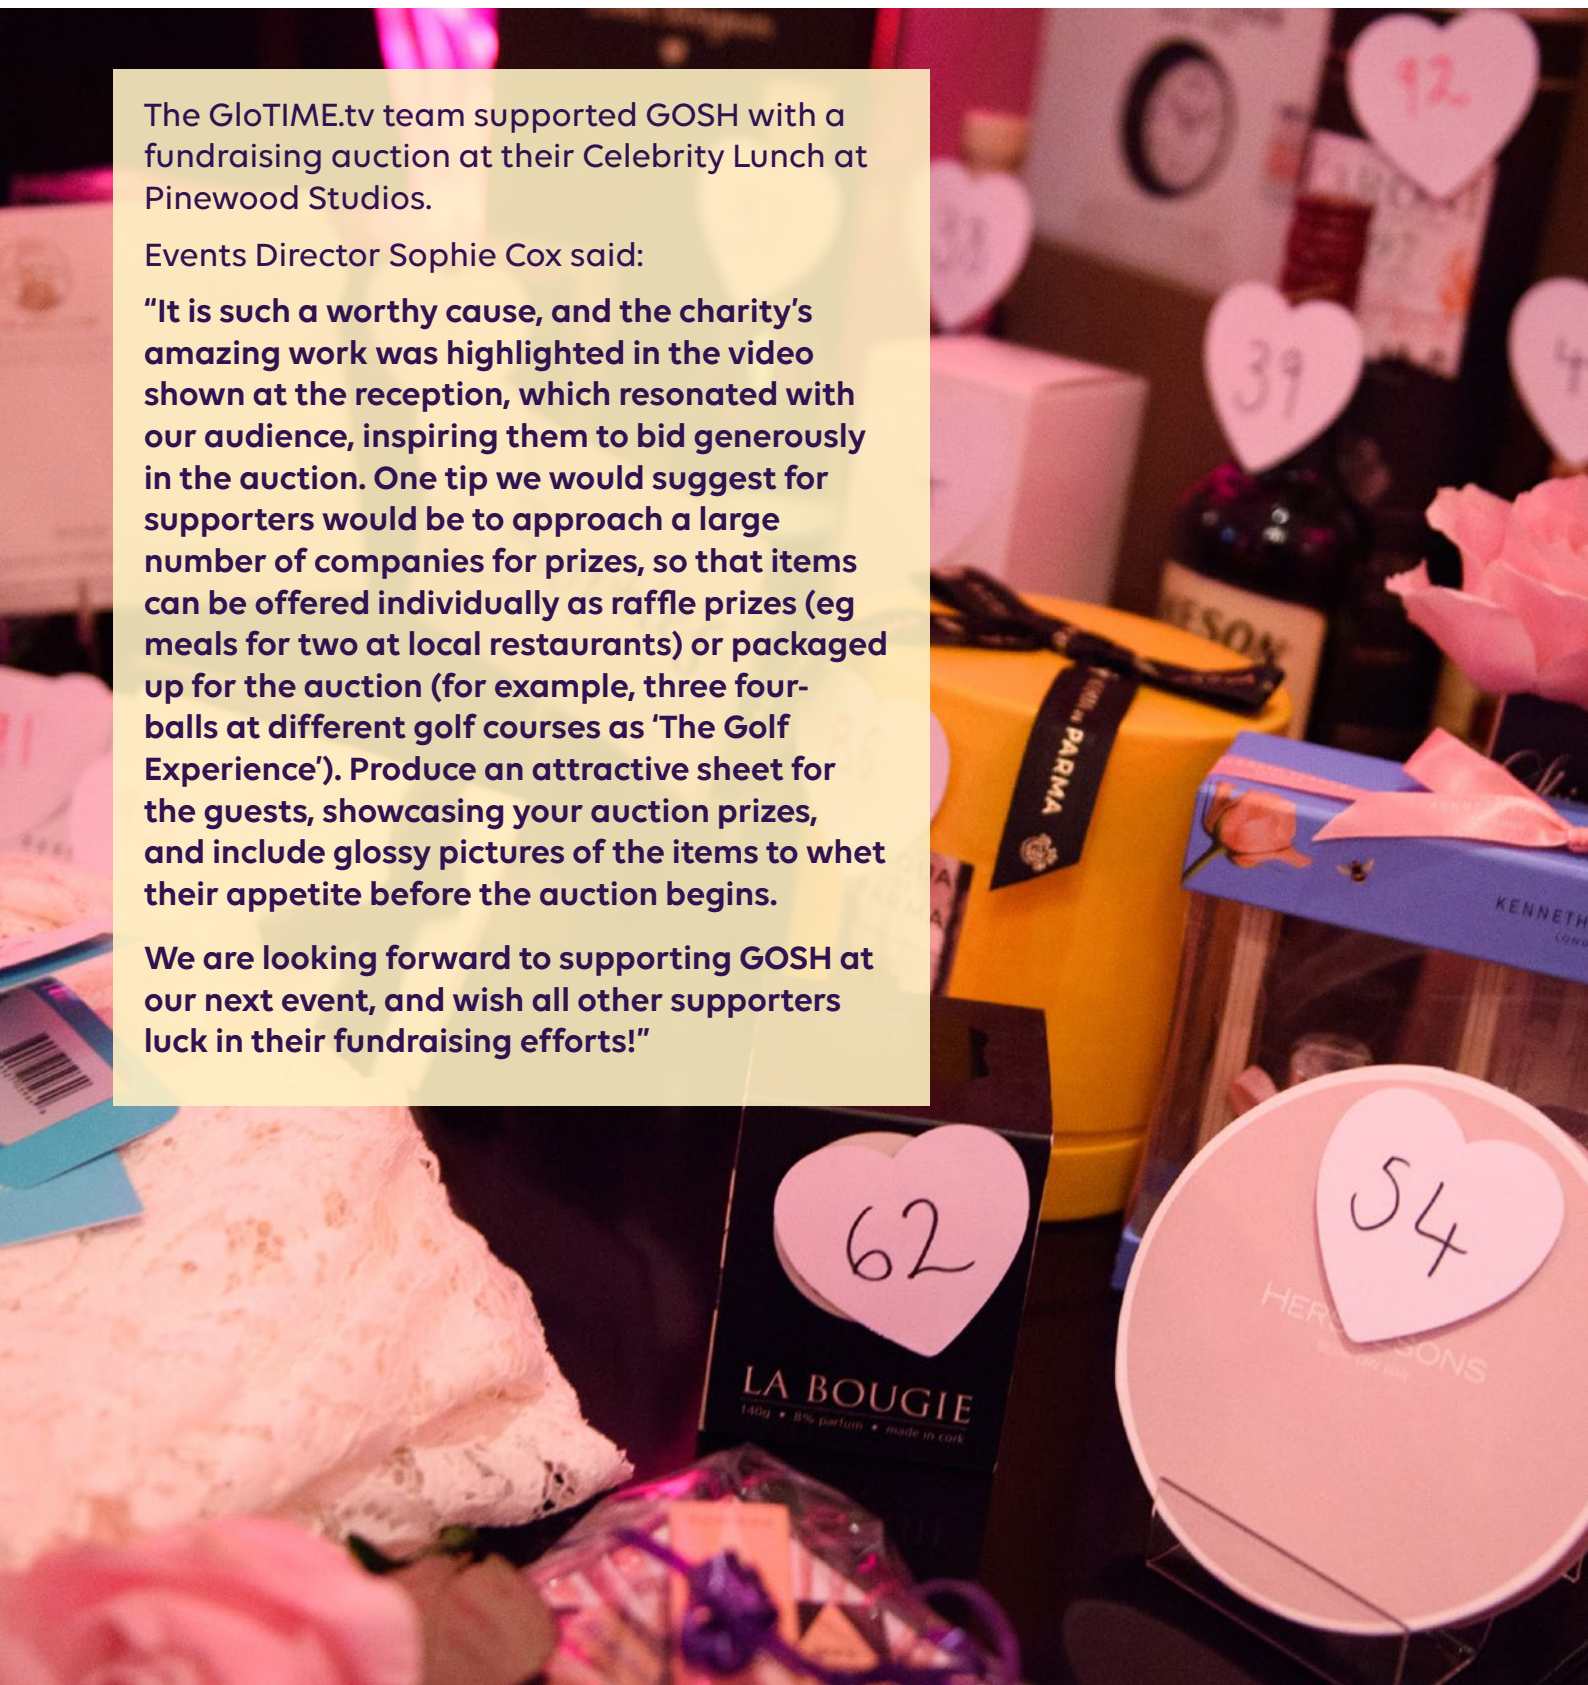 The GloTIME.tv team supported GOSH with a
fundraising auction at their Celebrity Lunch at
Pinewood Studios.
Events Director Sophie Cox said:
“It is such a worthy cause, and the charity’s
amazing work was highlighted in the video
shown at the reception, which resonated with
our audience, inspiring them to bid generously
in the auction. One tip we would suggest for
supporters would be to approach a large
number of companies for prizes, so that items
can be offered individually as raffle prizes (eg
meals for two at local restaurants) or packaged
up for the auction (for example, three four-
balls at different golf courses as ‘The Golf
Experience’). Produce an attractive sheet for
the guests, showcasing your auction prizes,
and include glossy pictures of the items to whet
their appetite before the auction begins.
We are looking forward to supporting GOSH at
our next event, and wish all other supporters
luck in their fundraising efforts!”
92
39
PARMA
KENNETH
62
54
LA BOUGIE
140g • 8% parfum • made in cork